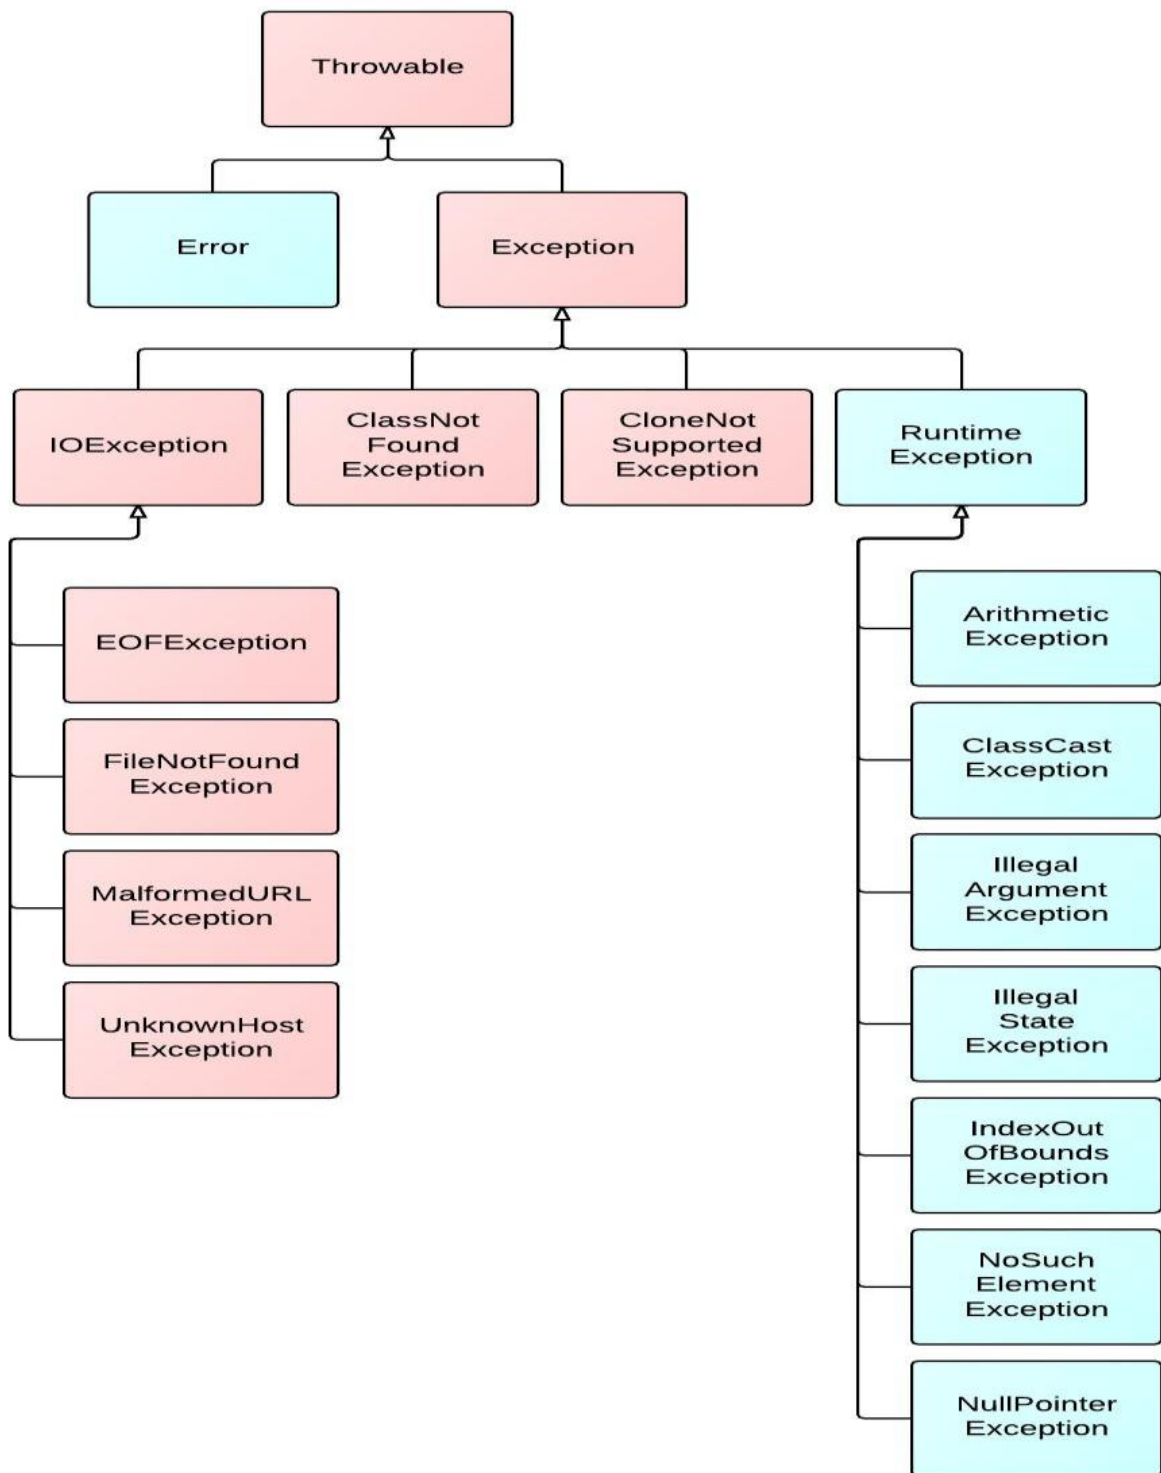 Throwable
Error
Exception
IOException
ClassNot
Found
Exception
CloneNot
Supported
Exception
Runtime
Exception
EOFException
FileNotFound
Exception
MalformedURL
Exception
UnknownHost
Exception
Arithmetic
Exception
ClassCast
Exception
Illegal
Argument
Exception
Illegal
State
Exception
IndexOut
OfBounds
Exception
NoSuch
Element
Exception
NullPointer
Exception